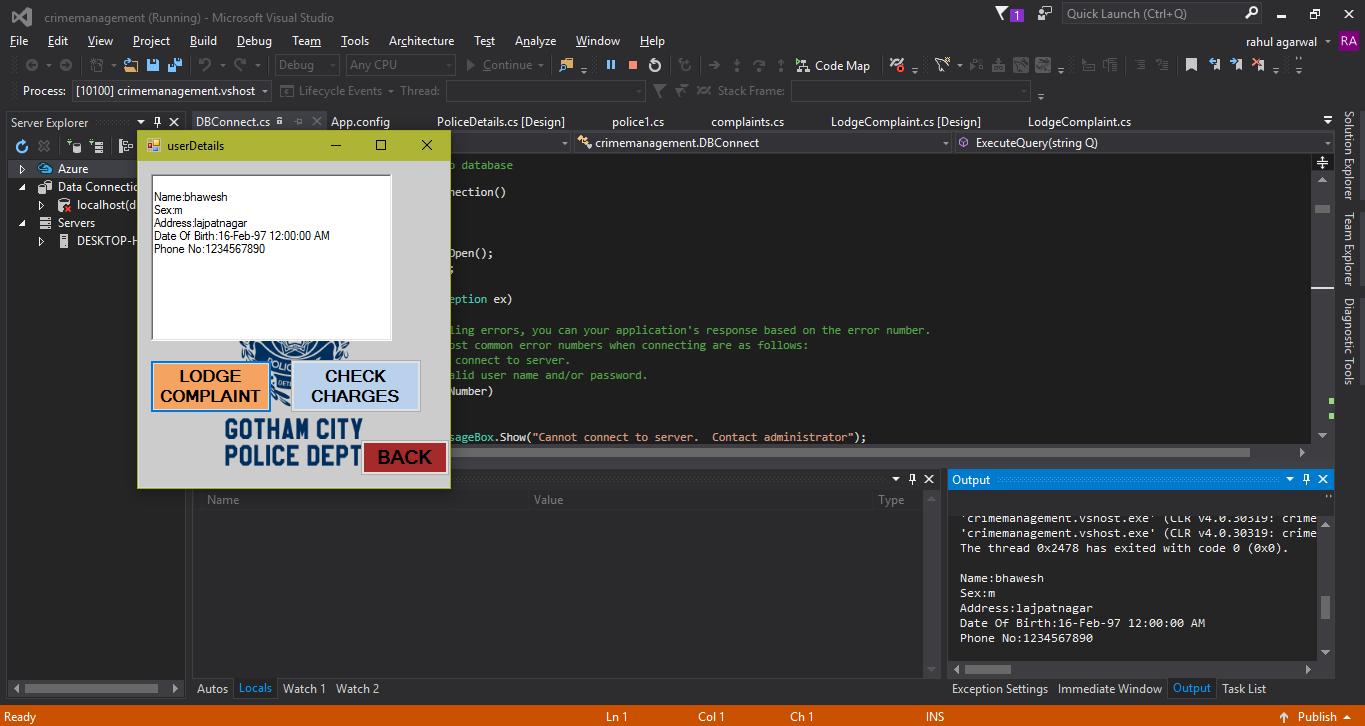 crimemanagement (Running) - Microsoft Visual Studio
1
Quick Launch (Ctrl+Q)
File Edit View Project Build Debug Team Tools Architecture Test Analyze Window Help
rahul agarwal RA
Debug Any CPU Continue Code Map
Process: [10100] crimemanagement.vshost Lifecycle Events Thread: Stack Frame:
Server Explorer
DBConnect.cs App.config PoliceDetails.cs [Design] police1.cs complaints.cs LodgeComplaint.cs [Design] LodgeComplaint.cs
crimemanagement.DBConnect ExecuteQuery(string Q)
Azure
Data Connectio
localhost(d
Servers
DESKTOP-H
userDetails
Name:bhawesh
Sex:m
Address:lajpatnagar
Date Of Birth:16-Feb-97 12:00:00 AM
Phone No:1234567890
LODGE COMPLAINT
CHECK CHARGES
GOTHAM CITY
POLICE DEPT
BACK
o database
nection()
Open();
;
eption ex)
ling errors, you can your application's response based on the error number.
ost common error numbers when connecting are as follows:
connect to server.
alid user name and/or password.
Number)
sageBox.Show("Cannot connect to server.  Contact administrator");
Solution Explorer
Team Explorer
Diagnostic Tools
Name Value Type
Autos Locals Watch 1 Watch 2
Output
'crimemanagement.vshost.exe' (CLR v4.0.30319: crime
'crimemanagement.vshost.exe' (CLR v4.0.30319: crime
The thread 0x2478 has exited with code 0 (0x0).
Name:bhawesh
Sex:m
Address:lajpatnagar
Date Of Birth:16-Feb-97 12:00:00 AM
Phone No:1234567890
Exception Settings Immediate Window Output Task List
Ready Ln 1 Col 1 Ch 1 INS Publish